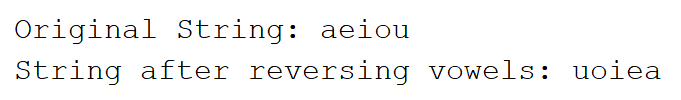 Original String: aeiou
String after reversing vowels: uoiea